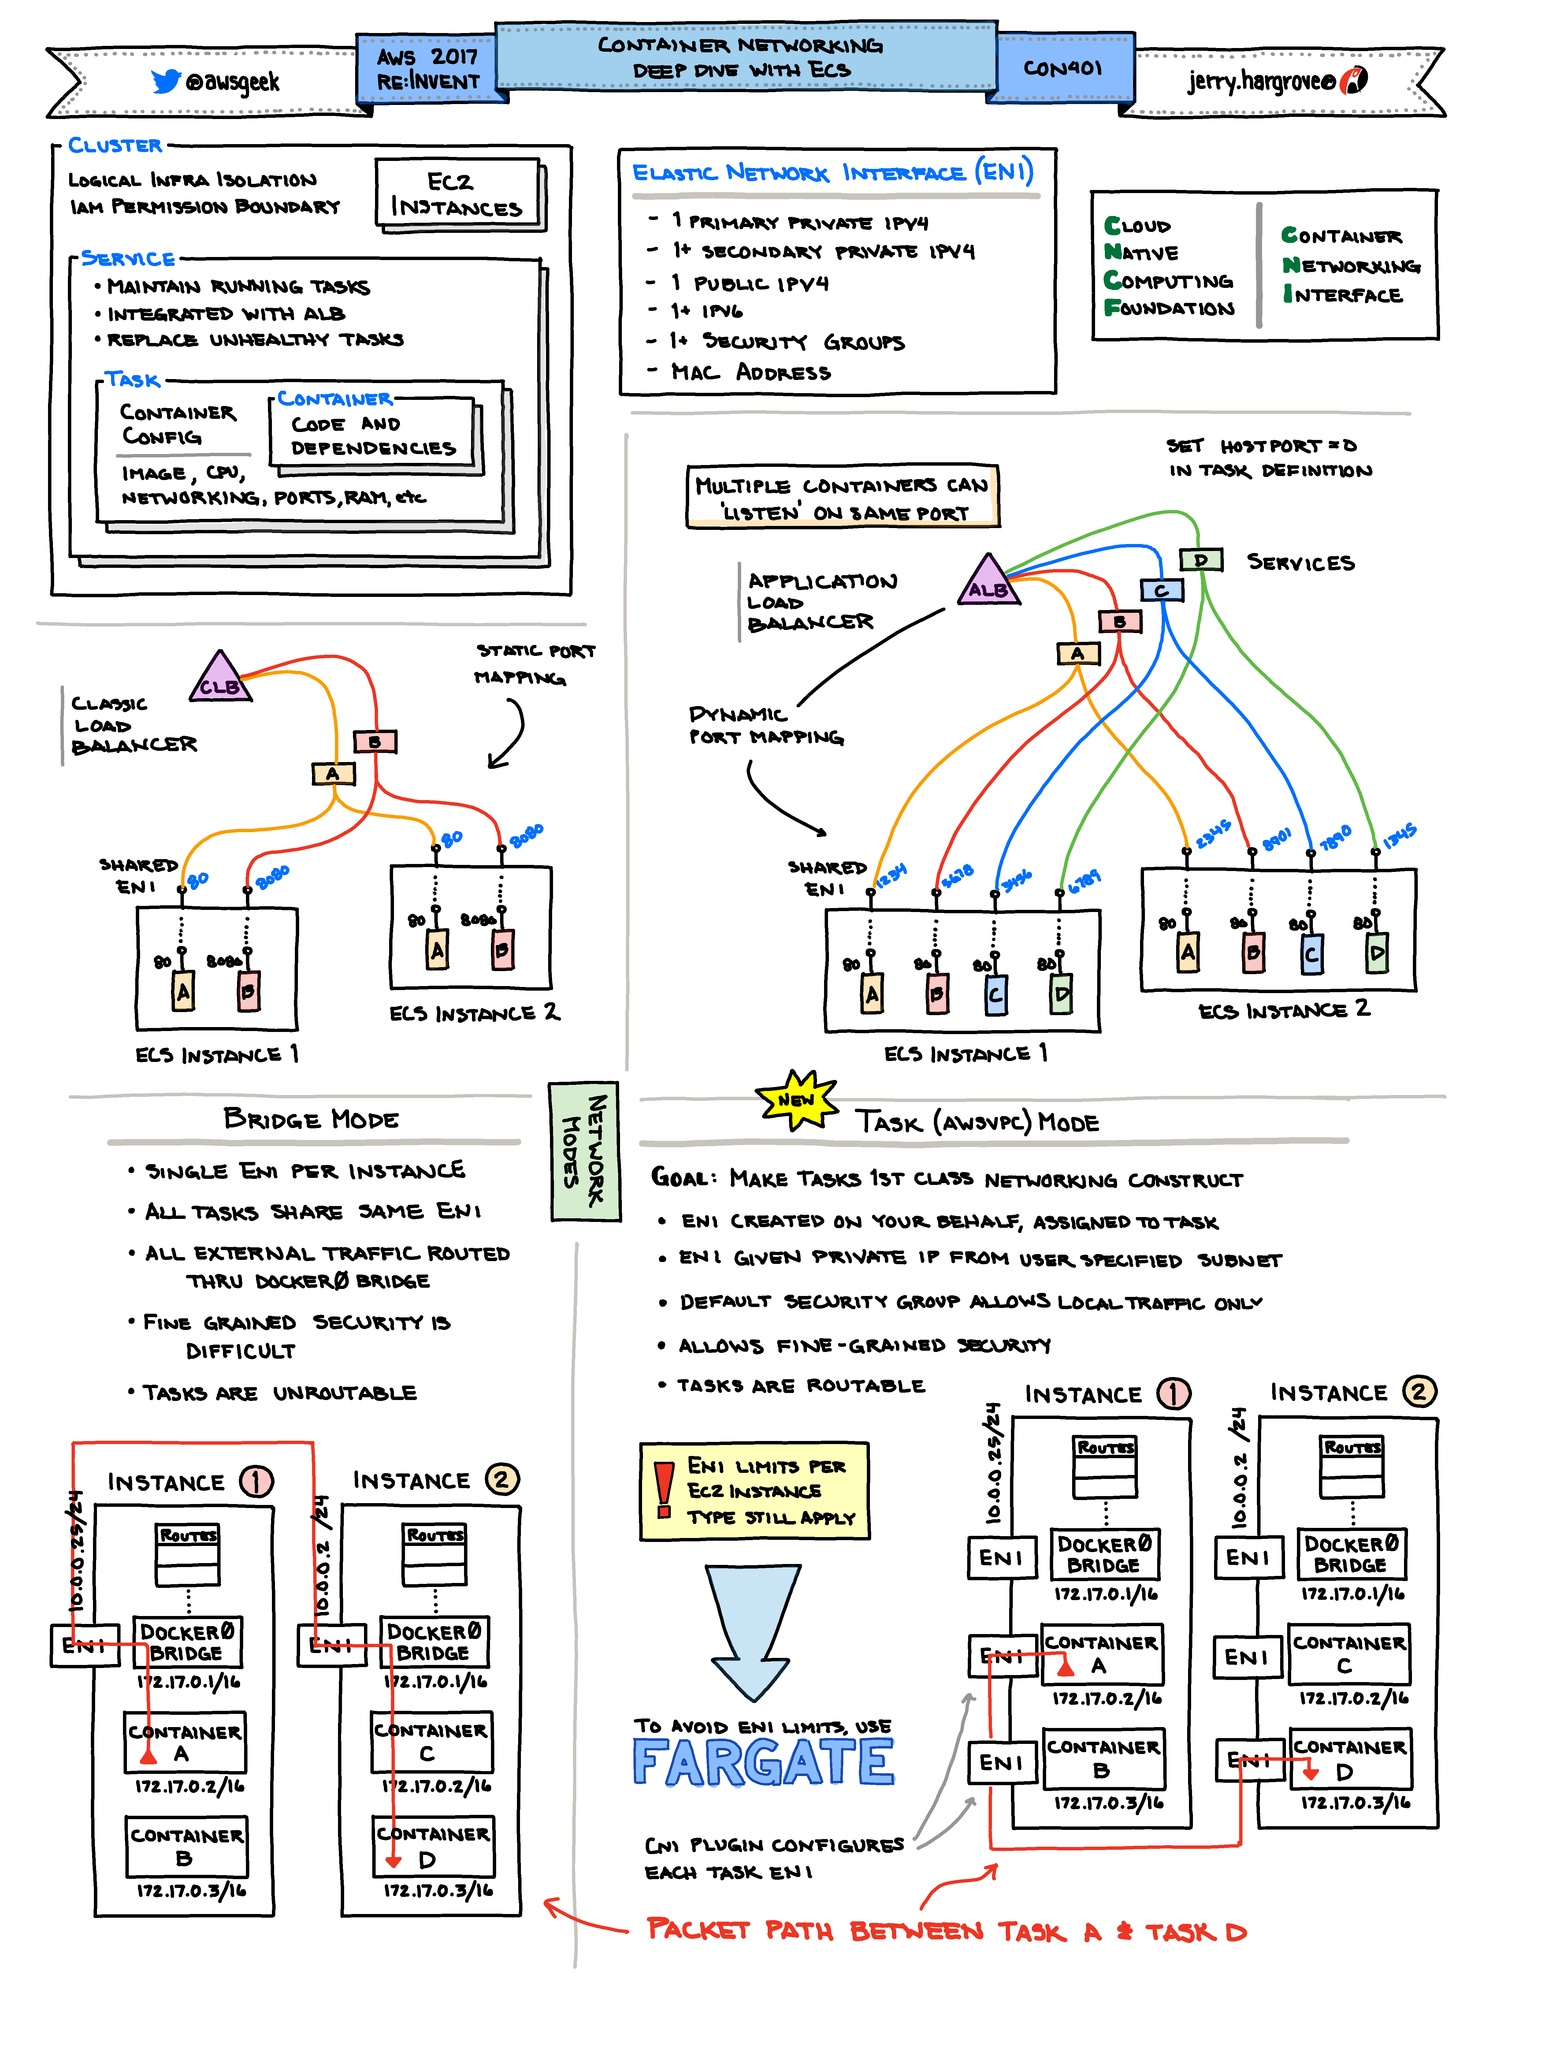 @awsgeek
AWS 2017
RE:INVENT
CONTAINER NETWORKING
DEEP DIVE WITH ECS
CON401
jerry.hargrove@
CLUSTER
LOGICAL INFRA ISOLATION
IAM PERMISSION BOUNDARY
EC2
INSTANCES
SERVICE
• MAINTAIN RUNNING TASKS
• INTEGRATED WITH ALB
• REPLACE UNHEALTHY TASKS
TASK
CONTAINER
CONFIG
IMAGE, CPU,
NETWORKING, PORTS, RAM, etc
CONTAINER
CODE AND
DEPENDENCIES
ELASTIC NETWORK INTERFACE (ENI)
- 1 PRIMARY PRIVATE IPV4
- 1+ SECONDARY PRIVATE IPV4
- 1 PUBLIC IPV4
- 1+ IPV6
- 1+ SECURITY GROUPS
- MAC ADDRESS
CLOUD
NATIVE
COMPUTING
FOUNDATION
CONTAINER
NETWORKING
INTERFACE
CLB
CLASSIC
LOAD
BALANCER
STATIC PORT
MAPPING
B
A
SHARED
ENI
80
8080
80
8080
80
8080
A
B
80
8080
A
B
ECS INSTANCE 1
ECS INSTANCE 2
SET HOSTPORT = 0
IN TASK DEFINITION
MULTIPLE CONTAINERS CAN
'LISTEN' ON SAME PORT
ALB
APPLICATION
LOAD
BALANCER
D
SERVICES
C
B
A
DYNAMIC
PORT MAPPING
SHARED
ENI
1234
5678
3456
6789
2345
8901
7890
1345
80
80
80
80
A
B
C
D
80
80
80
80
A
B
C
D
ECS INSTANCE 1
ECS INSTANCE 2
NETWORK
MODES
BRIDGE MODE
• SINGLE ENI PER INSTANCE
• ALL TASKS SHARE SAME ENI
• ALL EXTERNAL TRAFFIC ROUTED
THRU DOCKER0 BRIDGE
• FINE GRAINED SECURITY IS
DIFFICULT
• TASKS ARE UNROUTABLE
INSTANCE 1
10.0.0.25/24
ROUTES
ENI
DOCKER0
BRIDGE
172.17.0.1/16
CONTAINER
A
172.17.0.2/16
CONTAINER
B
172.17.0.3/16
INSTANCE 2
10.0.0.2 /24
ROUTES
ENI
DOCKER0
BRIDGE
172.17.0.1/16
CONTAINER
C
172.17.0.2/16
CONTAINER
D
172.17.0.3/16
NEW
TASK (AWSVPC) MODE
GOAL: MAKE TASKS 1ST CLASS NETWORKING CONSTRUCT
• ENI CREATED ON YOUR BEHALF, ASSIGNED TO TASK
• ENI GIVEN PRIVATE IP FROM USER SPECIFIED SUBNET
• DEFAULT SECURITY GROUP ALLOWS LOCAL TRAFFIC ONLY
• ALLOWS FINE-GRAINED SECURITY
• TASKS ARE ROUTABLE
! ENI LIMITS PER
EC2 INSTANCE
TYPE STILL APPLY
TO AVOID ENI LIMITS, USE
FARGATE
CNI PLUGIN CONFIGURES
EACH TASK ENI
INSTANCE 1
10.0.0.25/24
ROUTES
ENI
DOCKER0
BRIDGE
172.17.0.1/16
ENI
CONTAINER
A
172.17.0.2/16
ENI
CONTAINER
B
172.17.0.3/16
INSTANCE 2
10.0.0.2 /24
ROUTES
ENI
DOCKER0
BRIDGE
172.17.0.1/16
ENI
CONTAINER
C
172.17.0.2/16
ENI
CONTAINER
D
172.17.0.3/16
PACKET PATH BETWEEN TASK A & TASK D